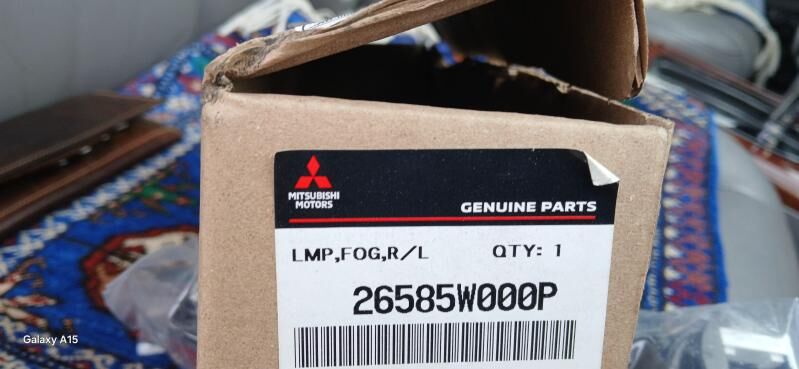 MITSUBISHI
MOTORS
GENUINE PARTS
LMP,FOG,R/L QTY: 1
26585W000P
Galaxy A15